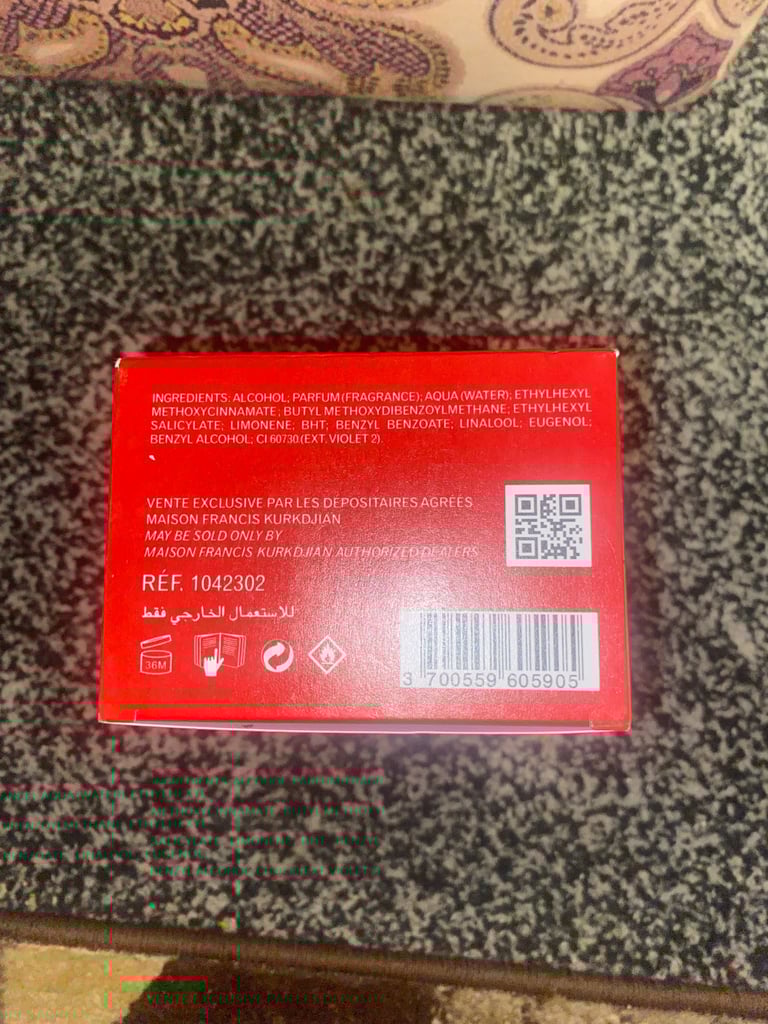 INGREDIENTS: ALCOHOL; PARFUM (FRAGRANCE); AQUA (WATER); ETHYLHEXYL
METHOXYCINNAMATE; BUTYL METHOXYDIBENZOYLMETHANE; ETHYLHEXYL
SALICYLATE; LIMONENE; BHT; BENZYL BENZOATE; LINALOOL; EUGENOL;
BENZYL ALCOHOL; CI 60730 (EXT. VIOLET 2).
VENTE EXCLUSIVE PAR LES DÉPOSITAIRES AGRÉÉS
MAISON FRANCIS KURKDJIAN
MAY BE SOLD ONLY BY
MAISON FRANCIS KURKDJIAN AUTHORIZED DEALERS
RÉF. 1042302
للاستعمال الخارجي فقط
36M
3 700559 605905